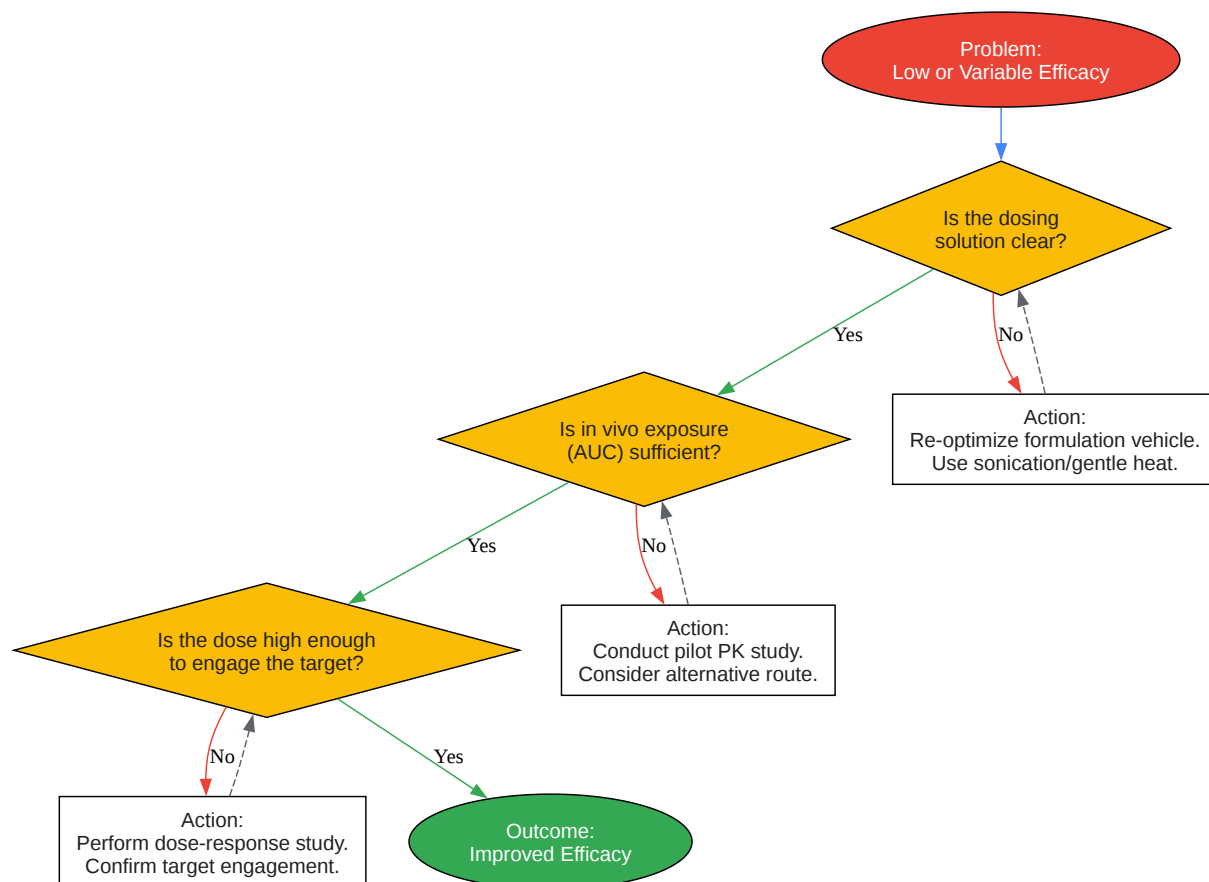 Problem:
Low or Variable Efficacy
Is the dosing
solution clear?
Yes
No
Action:
Re-optimize formulation vehicle.
Use sonication/gentle heat.
Is in vivo exposure
(AUC) sufficient?
Yes
No
Action:
Conduct pilot PK study.
Consider alternative route.
Is the dose high enough
to engage the target?
No
Yes
Action:
Perform dose-response study.
Confirm target engagement.
Outcome:
Improved Efficacy